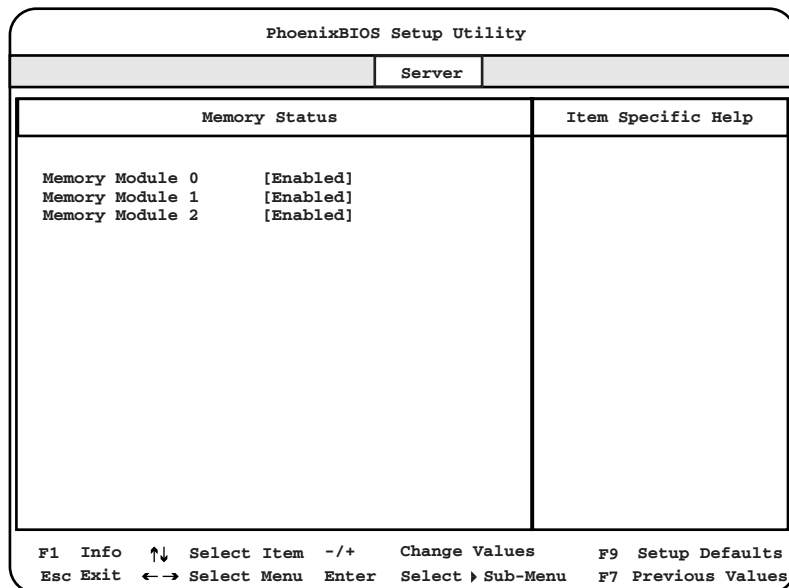 PhoenixBIOS Setup Utility
Server
Memory Status
Item Specific Help
Memory Module 0 [Enabled]
Memory Module 1 [Enabled]
Memory Module 2 [Enabled]
F1 Info ↑↓ Select Item -/+ Change Values F9 Setup Defaults
Esc Exit ←→ Select Menu Enter Select ▸ Sub-Menu F7 Previous Values